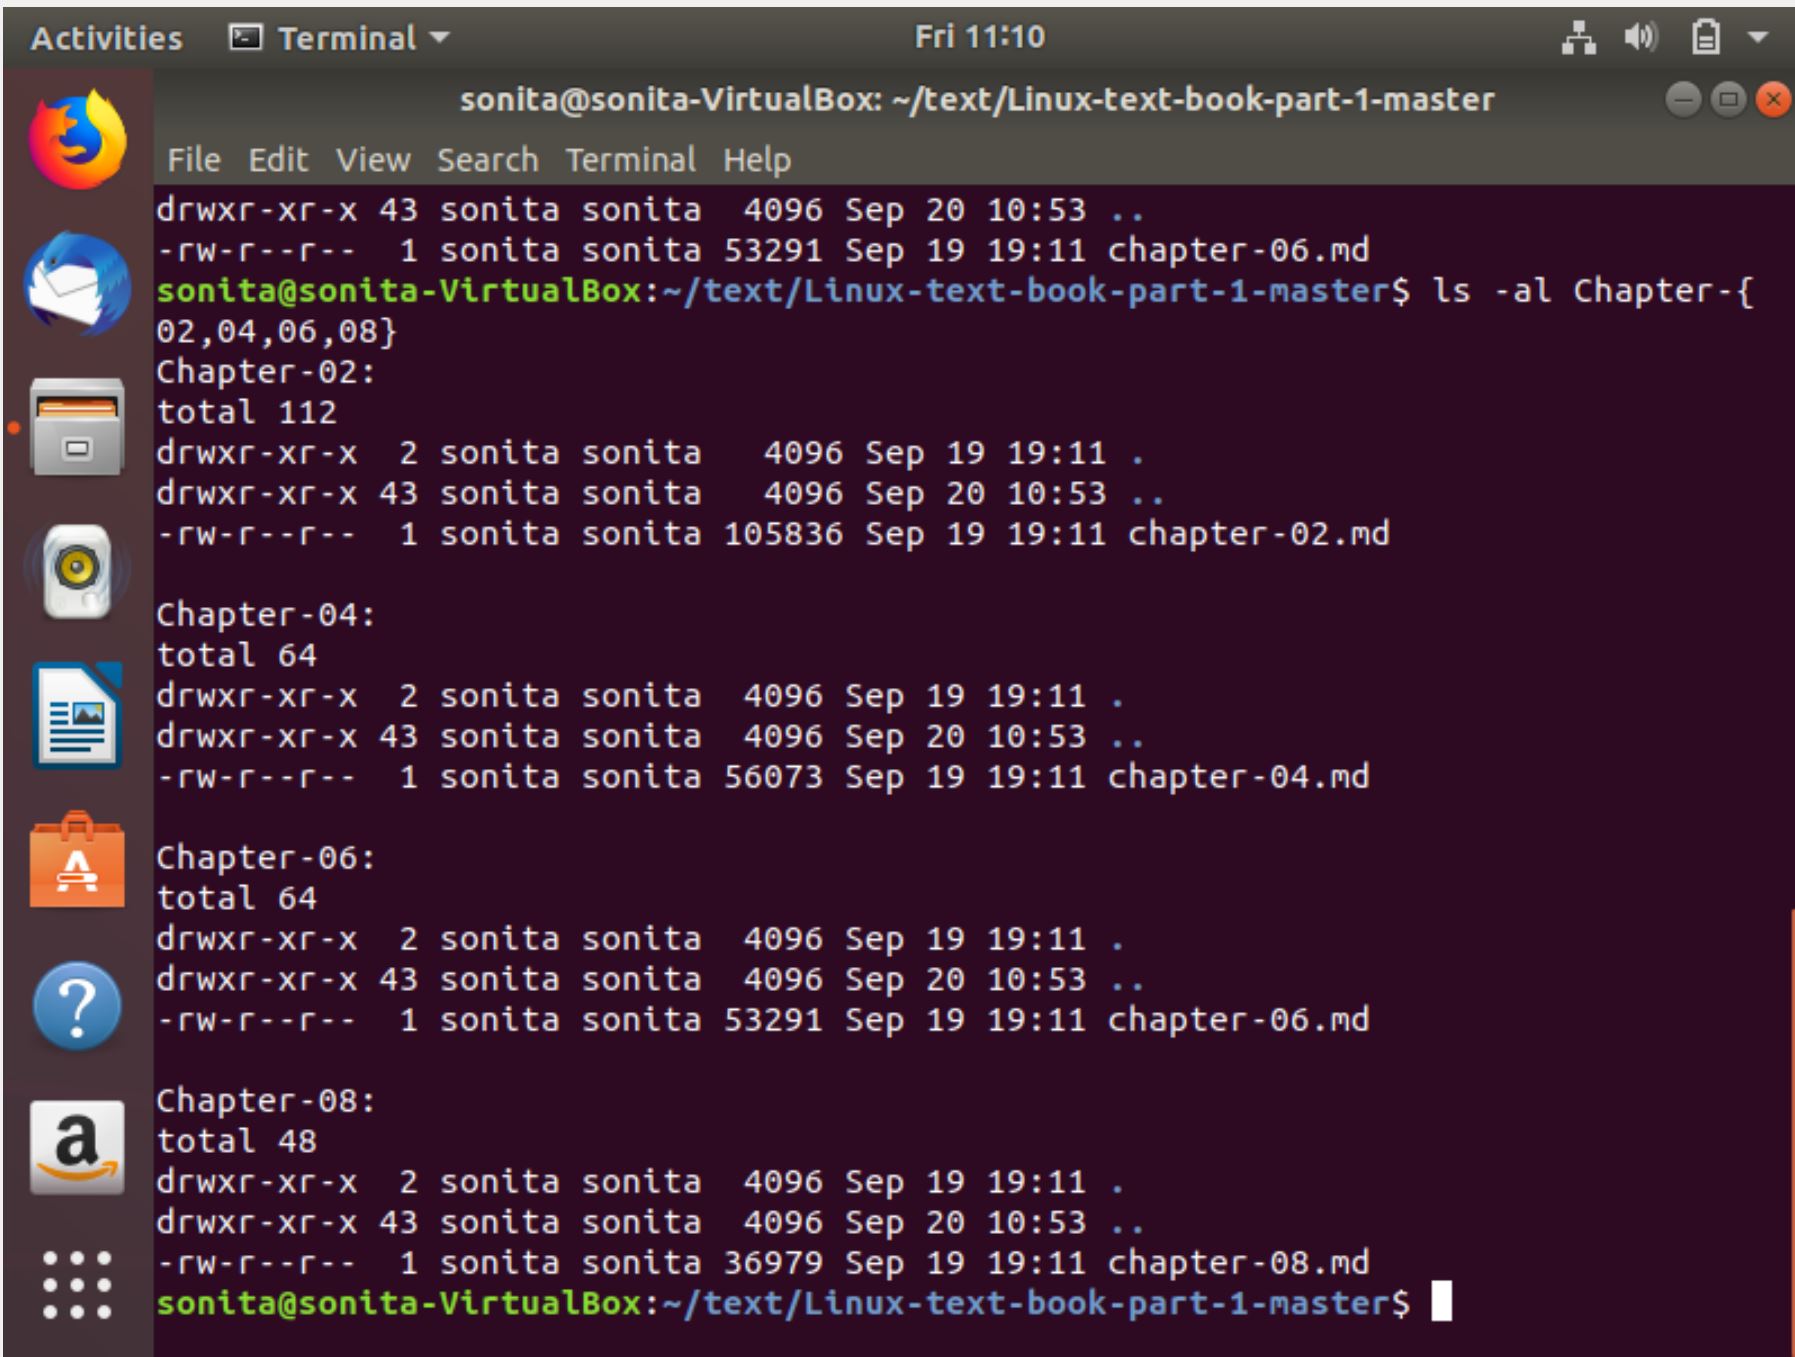 Activities Terminal Fri 11:10
sonita@sonita-VirtualBox: ~/text/Linux-text-book-part-1-master
File Edit View Search Terminal Help
drwxr-xr-x 43 sonita sonita  4096 Sep 20 10:53 ..
-rw-r--r--  1 sonita sonita 53291 Sep 19 19:11 chapter-06.md
sonita@sonita-VirtualBox:~/text/Linux-text-book-part-1-master$ ls -al Chapter-{
02,04,06,08}
Chapter-02:
total 112
drwxr-xr-x  2 sonita sonita   4096 Sep 19 19:11 .
drwxr-xr-x 43 sonita sonita   4096 Sep 20 10:53 ..
-rw-r--r--  1 sonita sonita 105836 Sep 19 19:11 chapter-02.md
Chapter-04:
total 64
drwxr-xr-x  2 sonita sonita  4096 Sep 19 19:11 .
drwxr-xr-x 43 sonita sonita  4096 Sep 20 10:53 ..
-rw-r--r--  1 sonita sonita 56073 Sep 19 19:11 chapter-04.md
Chapter-06:
total 64
drwxr-xr-x  2 sonita sonita  4096 Sep 19 19:11 .
drwxr-xr-x 43 sonita sonita  4096 Sep 20 10:53 ..
-rw-r--r--  1 sonita sonita 53291 Sep 19 19:11 chapter-06.md
Chapter-08:
total 48
drwxr-xr-x  2 sonita sonita  4096 Sep 19 19:11 .
drwxr-xr-x 43 sonita sonita  4096 Sep 20 10:53 ..
-rw-r--r--  1 sonita sonita 36979 Sep 19 19:11 chapter-08.md
sonita@sonita-VirtualBox:~/text/Linux-text-book-part-1-master$